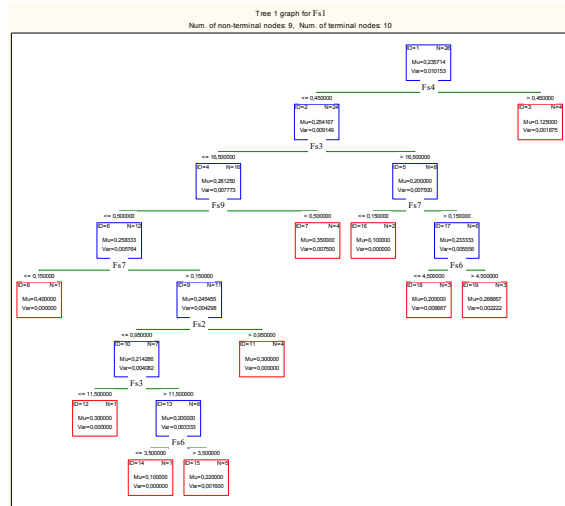 Tree 1 graph for Fs1
Num. of non-terminal nodes: 9, Num. of terminal nodes: 10
ID=1 N=28
Mu=0,235714
Var=0,010153
Fs4
<= 0,450000 > 0,450000
ID=2 N=24 ID=3 N=4
Mu=0,254167 Mu=0,125000
Var=0,009149 Var=0,001875
Fs3
<= 16,500000 > 16,500000
ID=4 N=16 ID=5 N=8
Mu=0,281250 Mu=0,200000
Var=0,007773 Var=0,007500
Fs9 Fs7
<= 0,500000 > 0,500000 <= 0,150000 > 0,150000
ID=6 N=12 ID=7 N=4 ID=16 N=2 ID=17 N=6
Mu=0,258333 Mu=0,350000 Mu=0,100000 Mu=0,233333
Var=0,005764 Var=0,007500 Var=0,000000 Var=0,005556
Fs7 Fs6
<= 0,150000 > 0,150000 <= 4,500000 > 4,500000
ID=8 N=1 ID=9 N=11 ID=18 N=3 ID=19 N=3
Mu=0,400000 Mu=0,245455 Mu=0,200000 Mu=0,266667
Var=0,000000 Var=0,004298 Var=0,006667 Var=0,002222
Fs2
<= 0,950000 > 0,950000
ID=10 N=7 ID=11 N=4
Mu=0,214286 Mu=0,300000
Var=0,004082 Var=0,000000
Fs3
<= 11,500000 > 11,500000
ID=12 N=1 ID=13 N=6
Mu=0,300000 Mu=0,200000
Var=0,000000 Var=0,003333
Fs6
<= 3,500000 > 3,500000
ID=14 N=1 ID=15 N=5
Mu=0,100000 Mu=0,220000
Var=0,000000 Var=0,001600